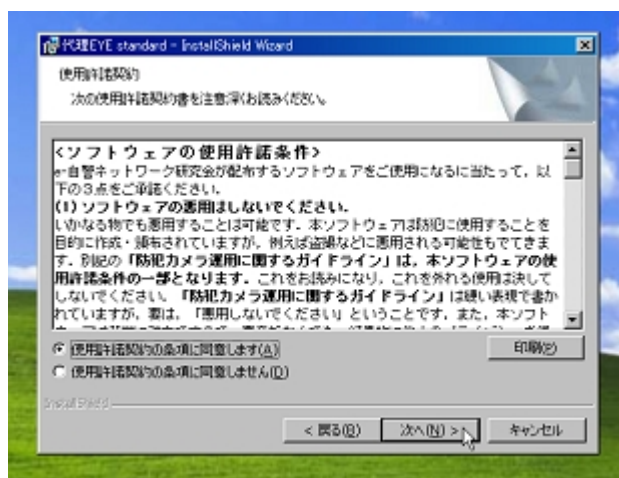 代理EYE standard - InstallShield Wizard
使用許諾契約
次の使用許諾契約書を注意深くお読みください。
<ソフトウェアの使用許諾条件>
e-自警ネットワーク研究会が配布するソフトウェアをご使用になるに当たって，以
下の３点をご承諾ください．
(1) ソフトウェアの悪用はしないでください．
いかなる物でも悪用することは可能です．本ソフトウェアは防犯に使用することを
目的に作成・頒布されていますが，例えば盗撮などに悪用される可能性もでてきま
す．別記の「防犯カメラ運用に関するガイドライン」は，本ソフトウェアの使
用許諾条件の一部となります．これをお読みになり，これを外れる使用は決して
しないでください．「防犯カメラ運用に関するガイドライン」は硬い表現で書か
れていますが，要は，「悪用しないでください」ということです．また，本ソフト
使用許諾契約の条項に同意します(A)
印刷(P)
使用許諾契約の条項に同意しません(D)
InstallShield
< 戻る(B)
次へ(N) >
キャンセル